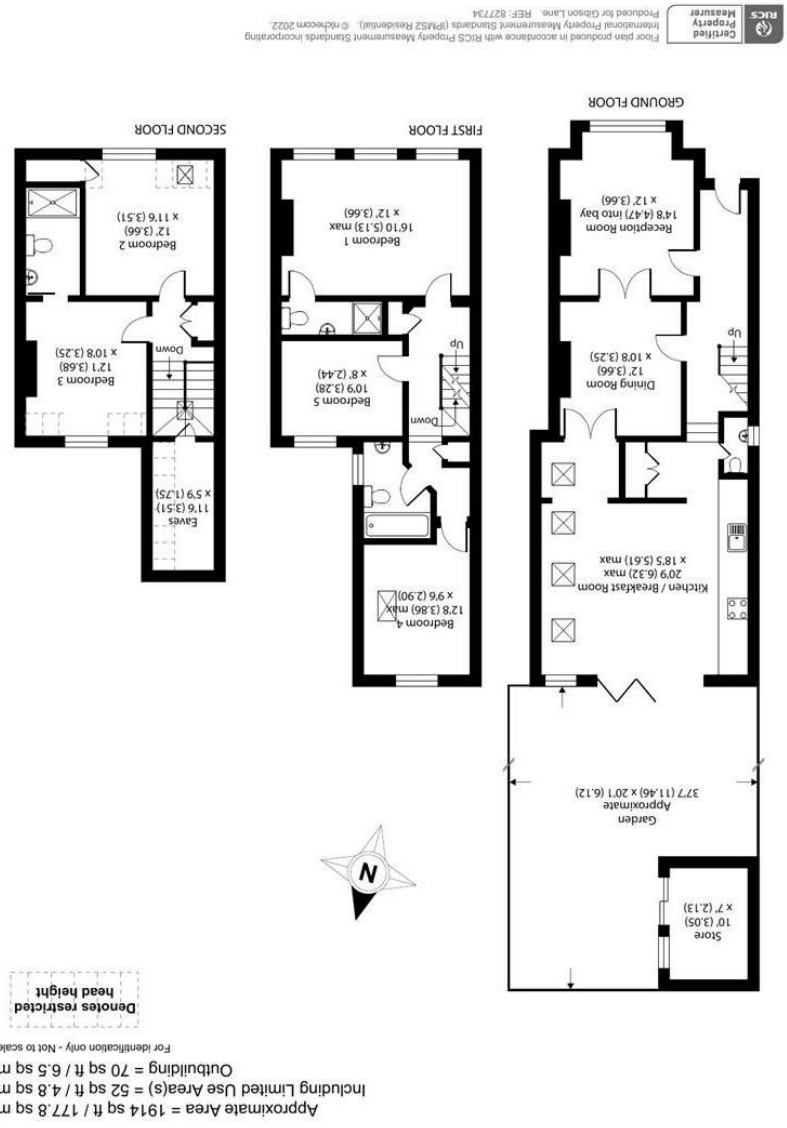 Approximate Area = 1914 sq ft / 177.8 sq m
Including Limited Use Area(s) = 52 sq ft / 4.8 sq m
Outbuilding = 70 sq ft / 6.5 sq m
For identification only - Not to scale
Denotes restricted
head height
Store
10' (3.05)
x 7' (2.13)
N
Garden
Approximate
37'7 (11.46) x 20'1 (6.12)
Kitchen / Breakfast Room
20'9 (6.32) max
x 18'5 (5.61) max
Dining Room
12' (3.66)
x 10'8 (3.25)
Up
Reception Room
14'8 (4.47) into bay
x 12' (3.66)
GROUND FLOOR
Bedroom 4
12'8 (3.86) max
x 9'6 (2.90)
Down
Bedroom 5
10'9 (3.28)
x 8' (2.44)
Up
Bedroom 1
16'10 (5.13) max
x 12' (3.66)
FIRST FLOOR
Eaves
11'6 (3.51)
x 5'9 (1.75)
Bedroom 3
12'1 (3.68)
x 10'8 (3.25)
Down
Bedroom 2
12' (3.66)
x 11'6 (3.51)
SECOND FLOOR
RICS
Certified
Property
Measurer
Floor plan produced in accordance with RICS Property Measurement Standards incorporating
International Property Measurement Standards (IPMS2 Residential). © nichecom 2022.
Produced for Gibson Lane. REF: 827734